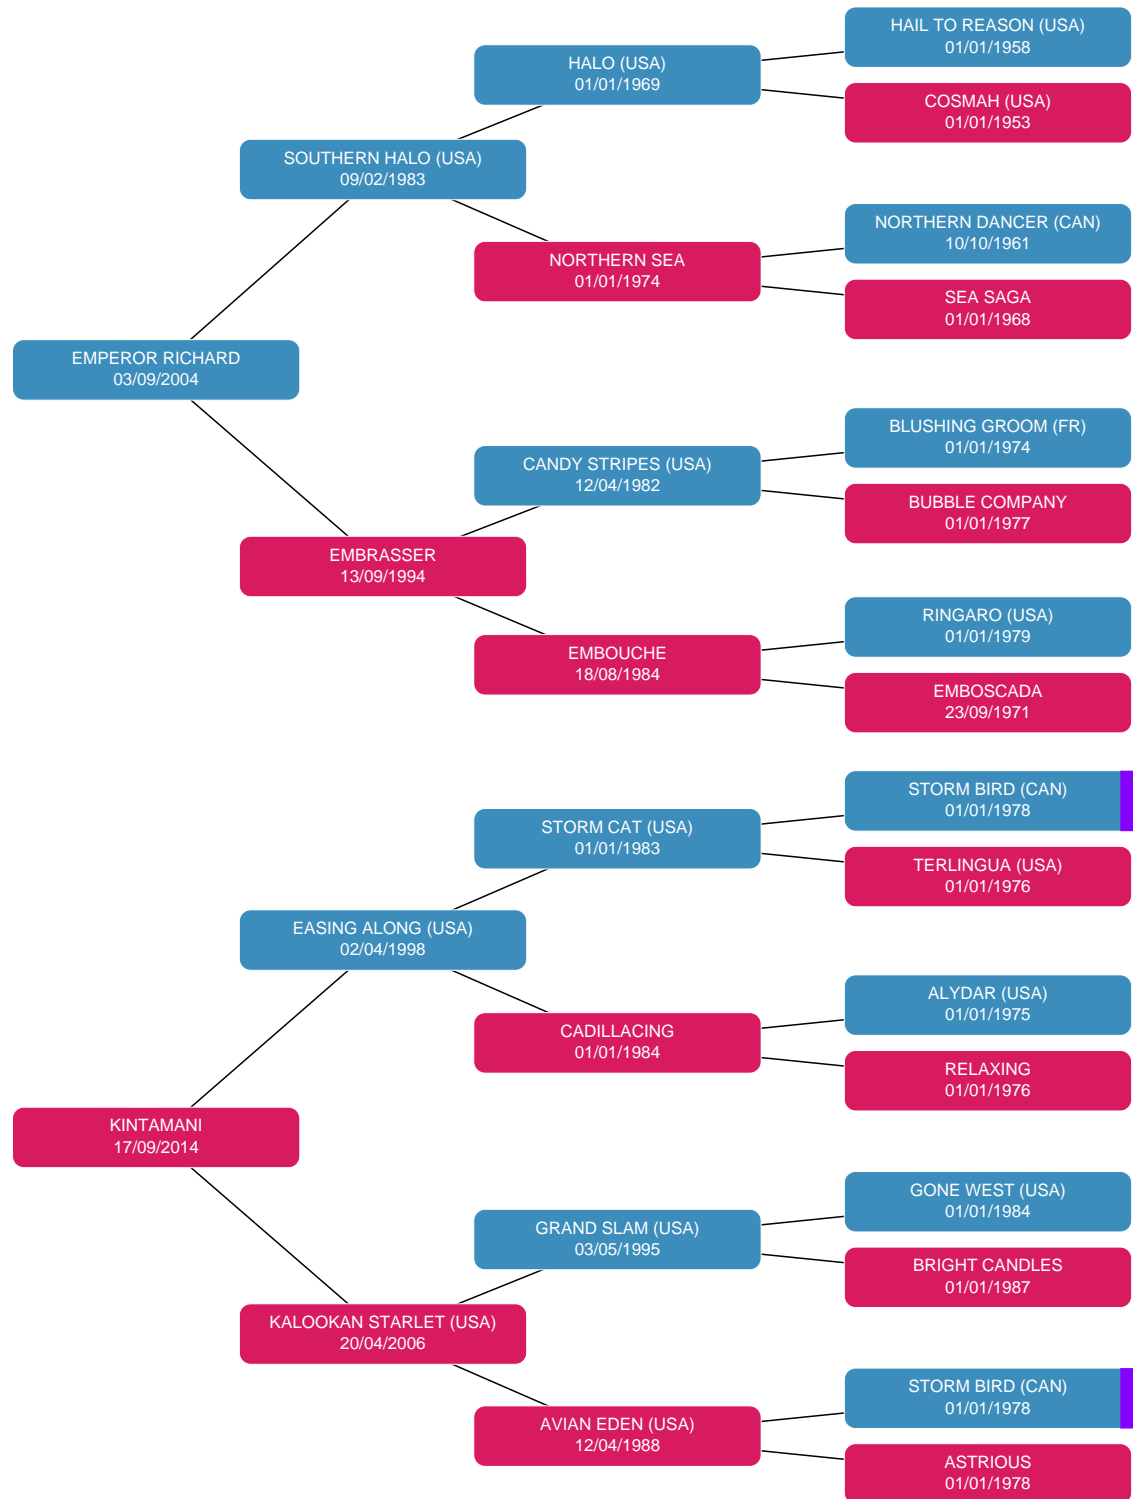 HAIL TO REASON (USA)
01/01/1958
HALO (USA)
01/01/1969
COSMAH (USA)
01/01/1953
SOUTHERN HALO (USA)
09/02/1983
NORTHERN DANCER (CAN)
10/10/1961
NORTHERN SEA
01/01/1974
SEA SAGA
01/01/1968
EMPEROR RICHARD
03/09/2004
BLUSHING GROOM (FR)
01/01/1974
CANDY STRIPES (USA)
12/04/1982
BUBBLE COMPANY
01/01/1977
EMBRASSER
13/09/1994
RINGARO (USA)
01/01/1979
EMBOUCHE
18/08/1984
EMBOSCADA
23/09/1971
STORM BIRD (CAN)
01/01/1978
STORM CAT (USA)
01/01/1983
TERLINGUA (USA)
01/01/1976
EASING ALONG (USA)
02/04/1998
ALYDAR (USA)
01/01/1975
CADILLACING
01/01/1984
RELAXING
01/01/1976
KINTAMANI
17/09/2014
GONE WEST (USA)
01/01/1984
GRAND SLAM (USA)
03/05/1995
BRIGHT CANDLES
01/01/1987
KALOOKAN STARLET (USA)
20/04/2006
STORM BIRD (CAN)
01/01/1978
AVIAN EDEN (USA)
12/04/1988
ASTRIOUS
01/01/1978